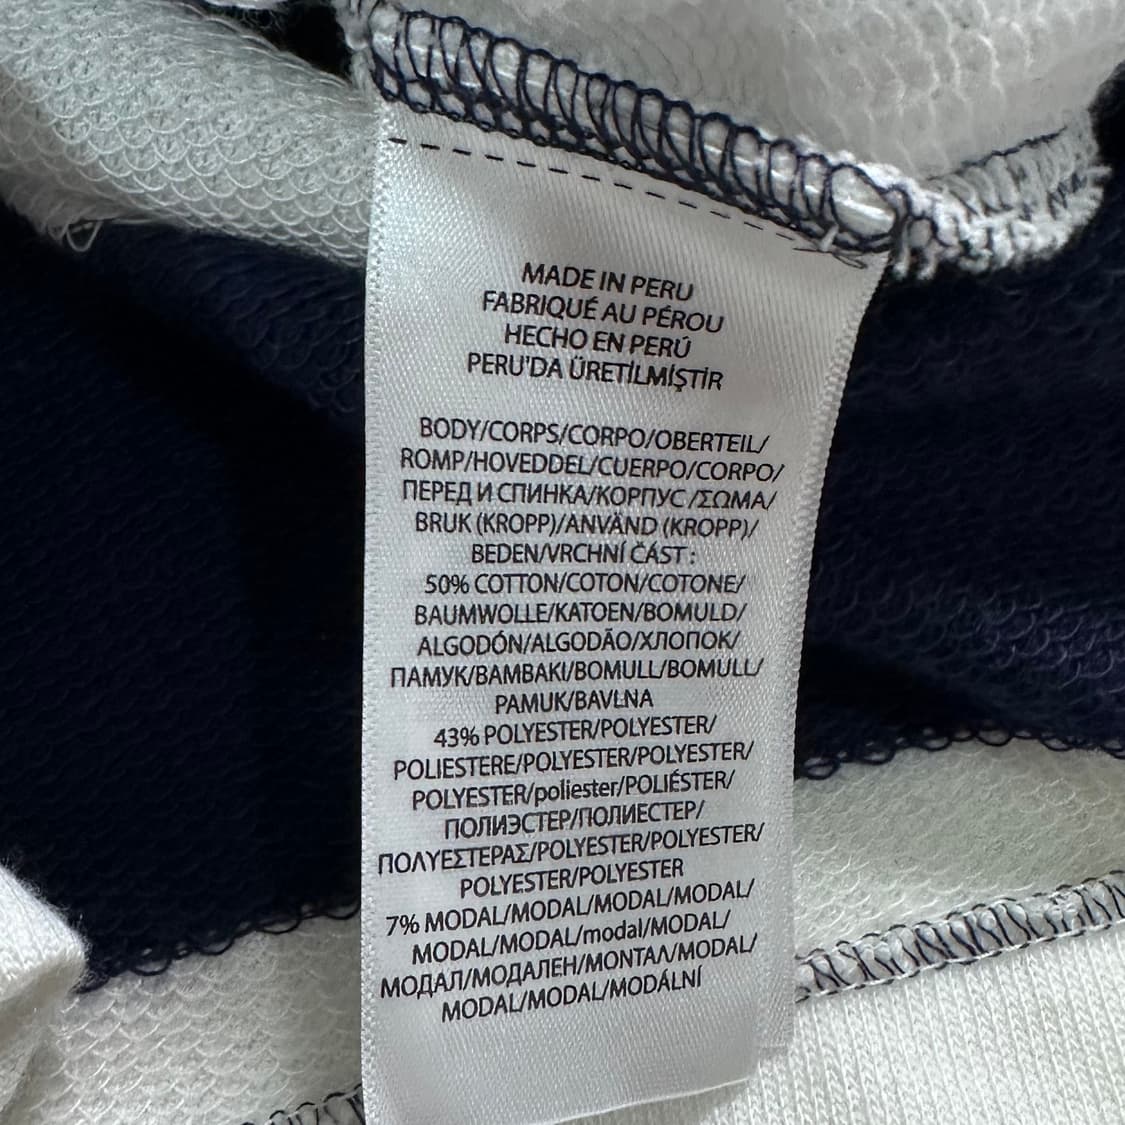 MADE IN PERU
FABRIQUÉ AU PÉROU
HECHO EN PERÚ
PERU'DA ÜRETİLMİŞTİR
BODY/CORPS/CORPO/OBERTEIL/
ROMP/HOVEDDEL/CUERPO/CORPO/
ПЕРЕД И СПИНКА/КОРПУС/ΣΩΜΑ/
BRUK (KROPP)/ANVÄND (KROPP)/
BEDEN/VRCHNÍ ČÁST :
50% COTTON/COTON/COTONE/
BAUMWOLLE/KATOEN/BOMULD/
ALGODÓN/ALGODÃO/ХЛОПОК/
ПАМУК/ΒΑΜΒΑΚΙ/BOMULL/BOMULL/
PAMUK/BAVLNA
43% POLYESTER/POLYESTER/
POLIESTERE/POLYESTER/POLYESTER/
POLYESTER/poliester/POLIÉSTER/
ПОЛИЭСТЕР/ПОЛИЕСТЕР/
ΠΟΛΥΕΣΤΕΡΑΣ/POLYESTER/POLYESTER/
POLYESTER/POLYESTER
7% MODAL/MODAL/MODAL/MODAL/
MODAL/MODAL/modal/MODAL/
МОДАЛ/МОДАЛЕН/ΜΟΝΤΑΛ/MODAL/
MODAL/MODAL/MODÁLNÍ